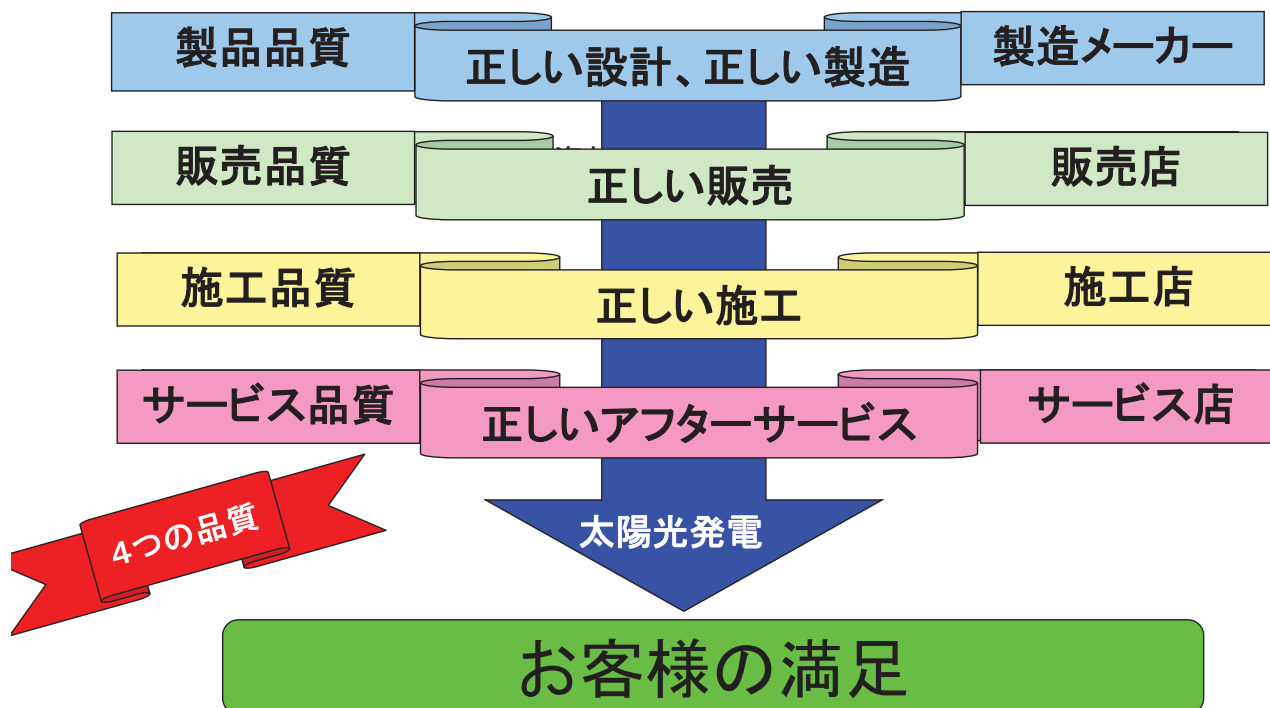 製品品質 正しい設計、正しい製造 製造メーカー
販売品質 正しい販売 販売店
施工品質 正しい施工 施工店
サービス品質 正しいアフターサービス サービス店
4つの品質
太陽光発電
お客様の満足